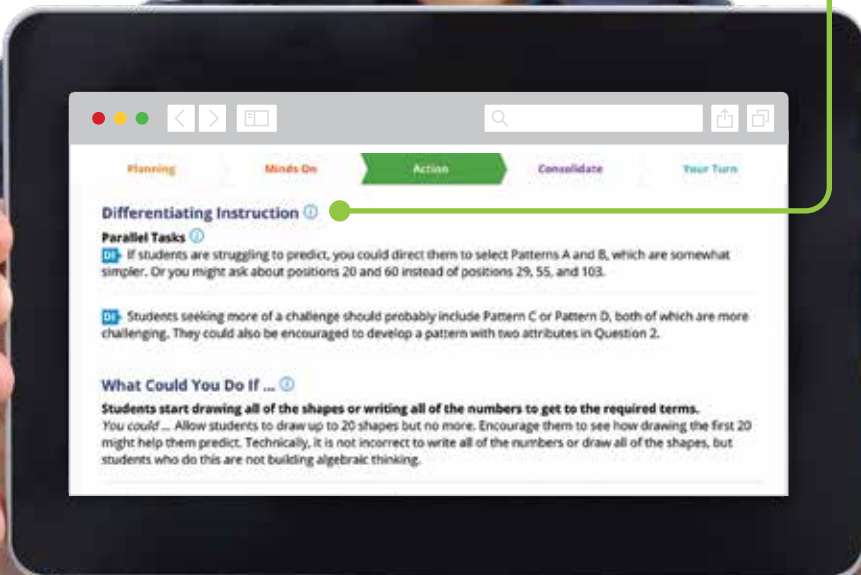 Planning Minds On Action Consolidate Your Turn
Differentiating Instruction
Parallel Tasks
DI If students are struggling to predict, you could direct them to select Patterns A and B, which are somewhat
simpler. Or you might ask about positions 20 and 60 instead of positions 29, 55, and 103.
DI Students seeking more of a challenge should probably include Pattern C or Pattern D, both of which are more
challenging. They could also be encouraged to develop a pattern with two attributes in Question 2.
What Could You Do If ...
Students start drawing all of the shapes or writing all of the numbers to get to the required terms.
You could ... Allow students to draw up to 20 shapes but no more. Encourage them to see how drawing the first 20
might help them predict. Technically, it is not incorrect to write all of the numbers or draw all of the shapes, but
students who do this are not building algebraic thinking.